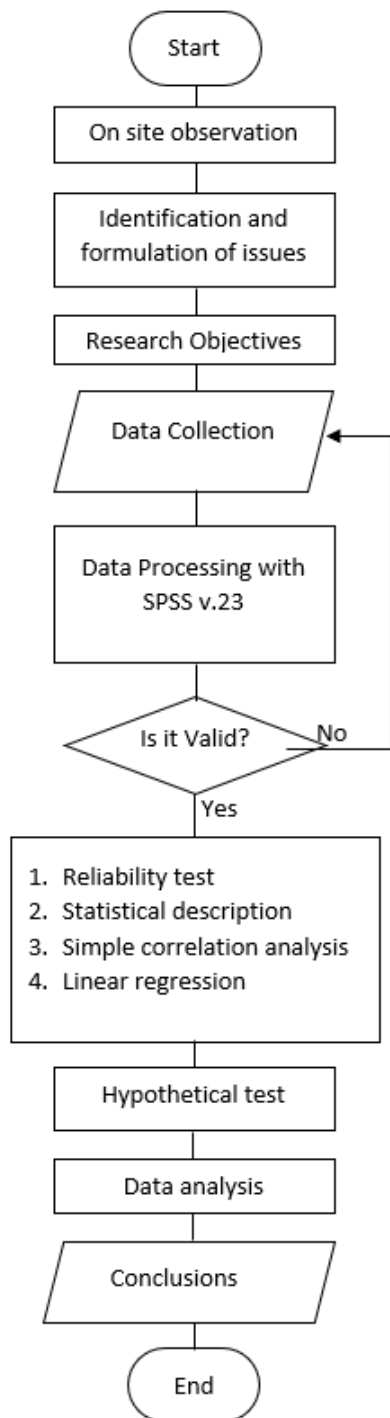 Start
On site observation
Identification and
formulation of issues
Research Objectives
Data Collection
Data Processing with
SPSS v.23
Is it Valid?
No
Yes
1. Reliability test
2. Statistical description
3. Simple correlation analysis
4. Linear regression
Hypothetical test
Data analysis
Conclusions
End